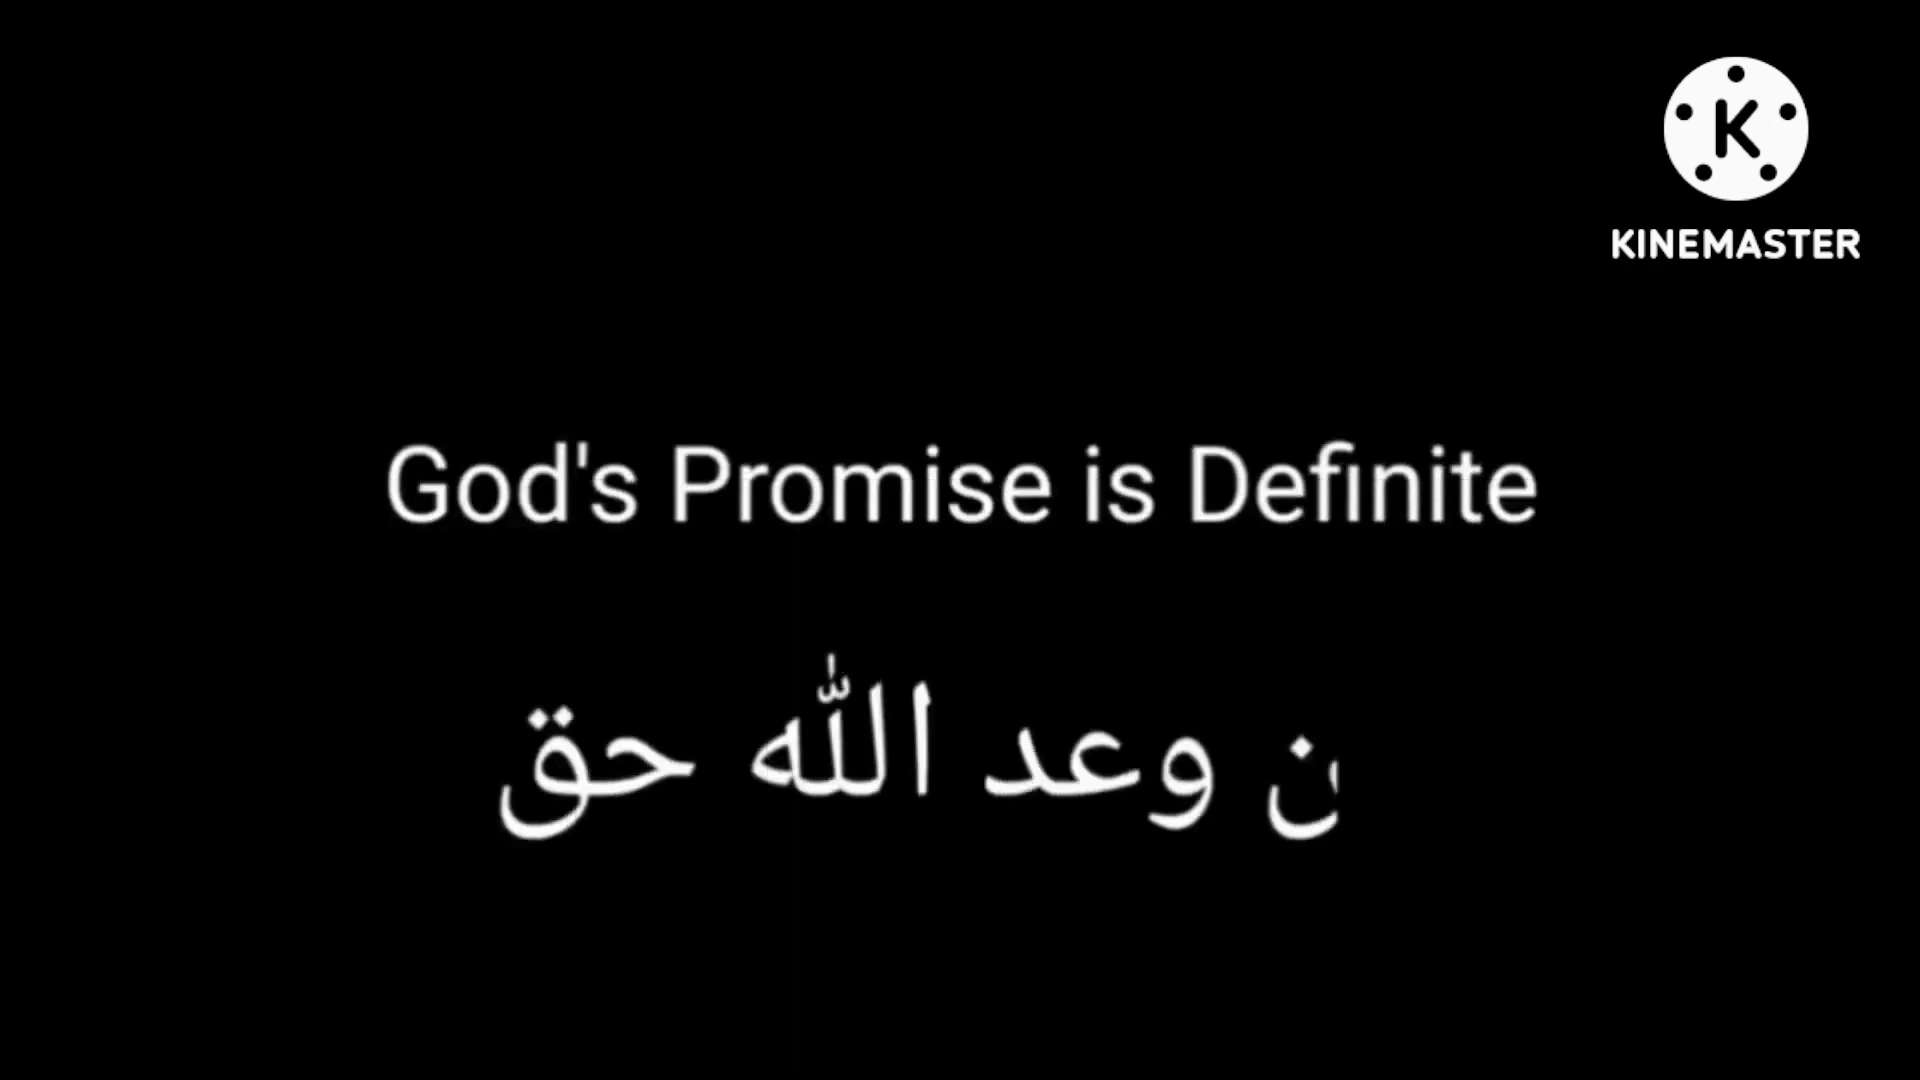 KINEMASTER
God's Promise is Definite
ن وعد الله حق